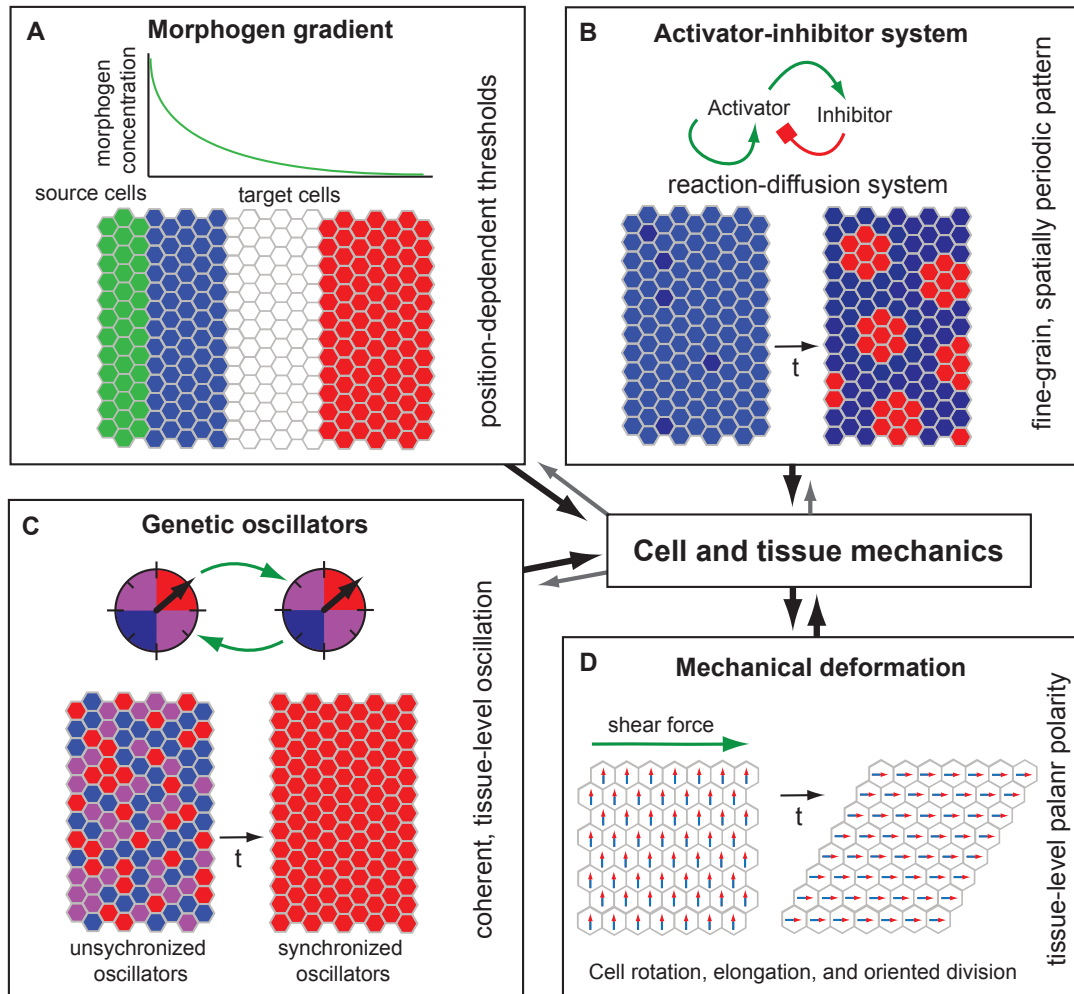 A
Morphogen gradient
morphogen
concentration
source cells
target cells
position-dependent thresholds
B
Activator-inhibitor system
Activator
Inhibitor
reaction-diffusion system
t
fine-grain, spatially periodic pattern
C
Genetic oscillators
t
unsychronized
oscillators
synchronized
oscillators
coherent, tissue-level oscillation
Cell and tissue mechanics
D
Mechanical deformation
shear force
t
Cell rotation, elongation, and oriented division
tissue-level palanr polarity